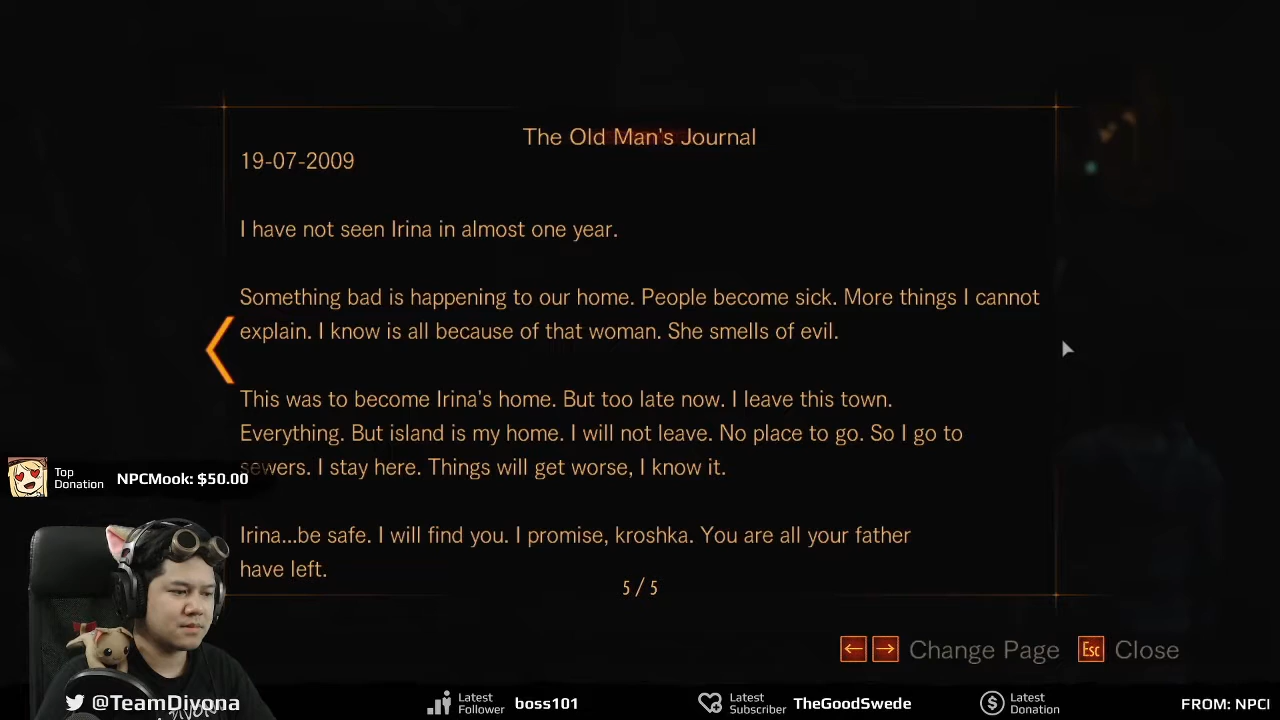 The Old Man's Journal
19-07-2009
I have not seen Irina in almost one year.
Something bad is happening to our home. People become sick. More things I cannot
explain. I know is all because of that woman. She smells of evil.
This was to become Irina's home. But too late now. I leave this town.
Everything. But island is my home. I will not leave. No place to go. So I go to
sewers. I stay here. Things will get worse, I know it.
Irina...be safe. I will find you. I promise, kroshka. You are all your father
have left.
5 / 5
← → Change Page Esc Close
Top
Donation
NPCMook: $50.00
@TeamDivona
Latest
Follower
boss101
Latest
Subscriber
TheGoodSwede
Latest
Donation
FROM: NPCI